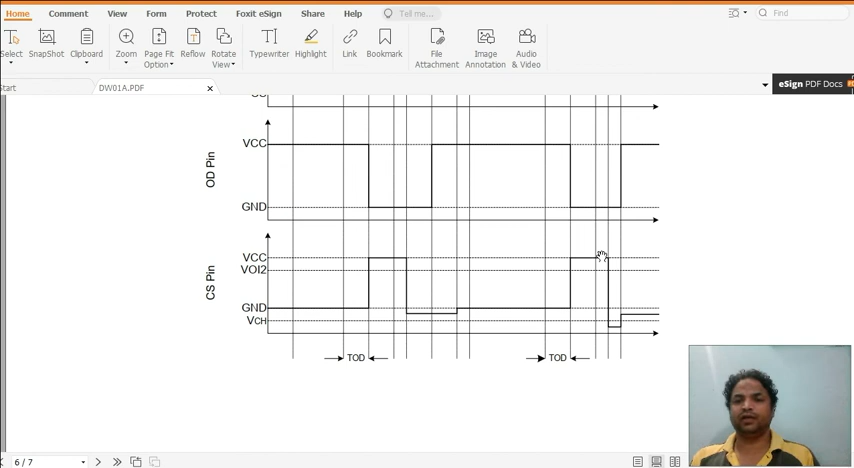 Home Comment View Form Protect Foxit eSign Share Help Tell me... Find
Select SnapShot Clipboard Zoom Page Fit Option Reflow Rotate View Typewriter Highlight Link Bookmark File Attachment Image Annotation Audio & Video
Start DW01A.PDF × eSign PDF Docs
VCC
OD Pin
GND
VCC
VOI2
CS Pin
GND
VCH
TOD TOD
6 / 7